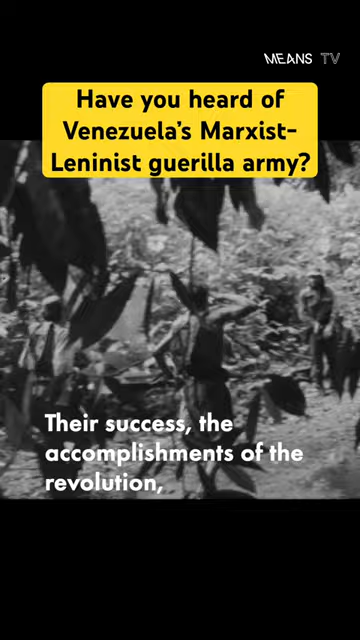 MEANS TV
Have you heard of
Venezuela's Marxist-
Leninist guerilla army?
Their success, the
accomplishments of the
revolution,